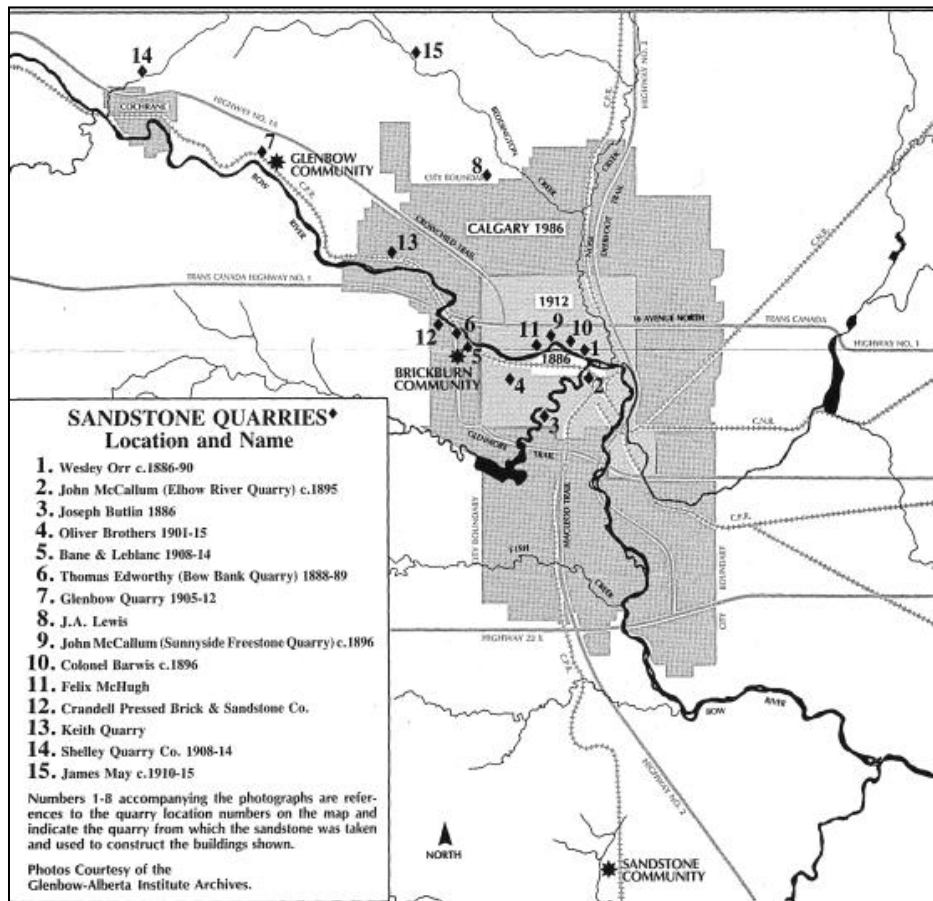 14
15
COCHRANE
HIGHWAY NO. 1A
BEDDINGTON
CREEK
C.P.R.
HIGHWAY NO. 2
7
GLENBOW
COMMUNITY
C.P.R.
BOW
RIVER
8
CITY BOUNDARY
CREEK
NOSE
DEERFOOT
TRAIL
CALGARY 1986
CROWCHILD TRAIL
13
C.N.R.
TRANS CANADA HIGHWAY NO. 1
1912
16 AVENUE NORTH
TRANS CANADA
HIGHWAY NO. 1
12
6
5
11
9
10
1
1886
BRICKBURN
COMMUNITY
4
2
3
GLENMORE
TRAIL
C.N.R.
C.P.R.
CITY BOUNDARY
MACLEOD TRAIL
FISH
CREEK
CITY BOUNDARY
HIGHWAY 22 X
C.P.R.
BOW
RIVER
HIGHWAY NO. 2
SANDSTONE
COMMUNITY
NORTH
SANDSTONE QUARRIES♦
Location and Name
1. Wesley Orr c.1886-90
2. John McCallum (Elbow River Quarry) c.1895
3. Joseph Butlin 1886
4. Oliver Brothers 1901-15
5. Bane & Leblanc 1908-14
6. Thomas Edworthy (Bow Bank Quarry) 1888-89
7. Glenbow Quarry 1905-12
8. J.A. Lewis
9. John McCallum (Sunnyside Freestone Quarry) c.1896
10. Colonel Barwis c.1896
11. Felix McHugh
12. Crandell Pressed Brick & Sandstone Co.
13. Keith Quarry
14. Shelley Quarry Co. 1908-14
15. James May c.1910-15
Numbers 1-8 accompanying the photographs are refer-
ences to the quarry location numbers on the map and
indicate the quarry from which the sandstone was taken
and used to construct the buildings shown.
Photos Courtesy of the
Glenbow-Alberta Institute Archives.